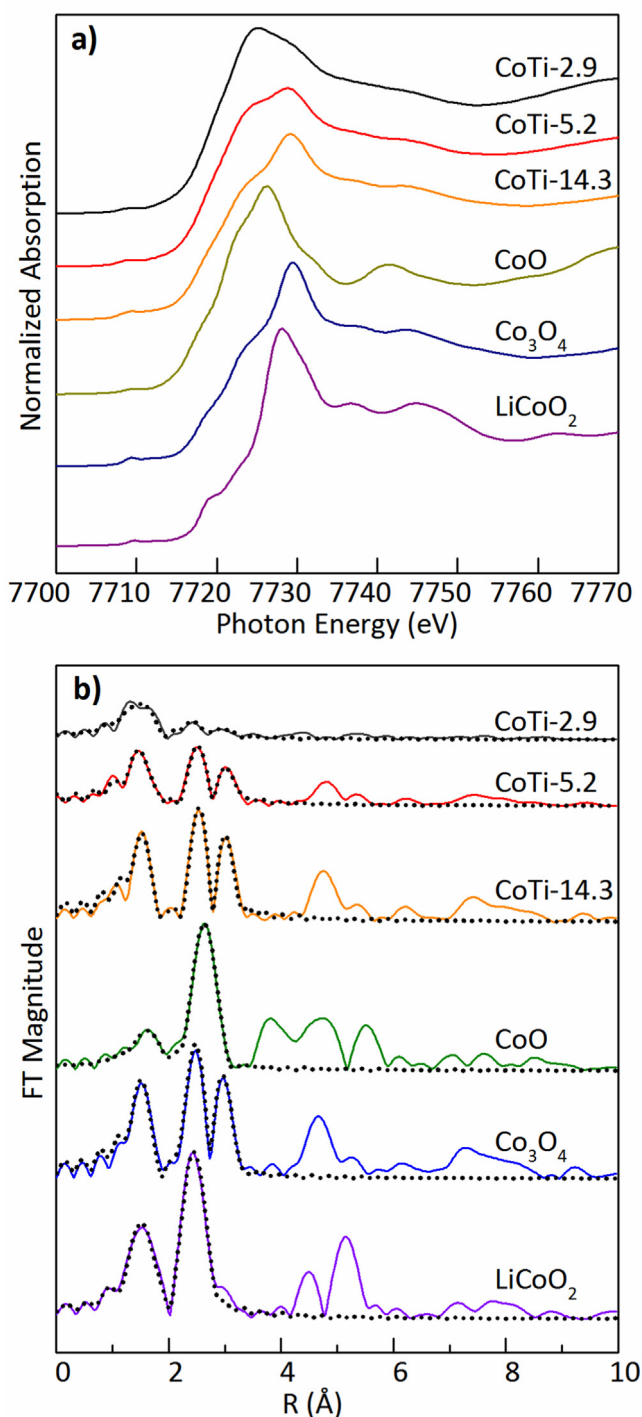 a)
CoTi-2.9
CoTi-5.2
CoTi-14.3
CoO
Co₃O₄
LiCoO₂
Normalized Absorption
7700 7710 7720 7730 7740 7750 7760 7770
Photon Energy (eV)
b)
CoTi-2.9
CoTi-5.2
CoTi-14.3
CoO
Co₃O₄
LiCoO₂
FT Magnitude
0 2 4 6 8 10
R (Å)